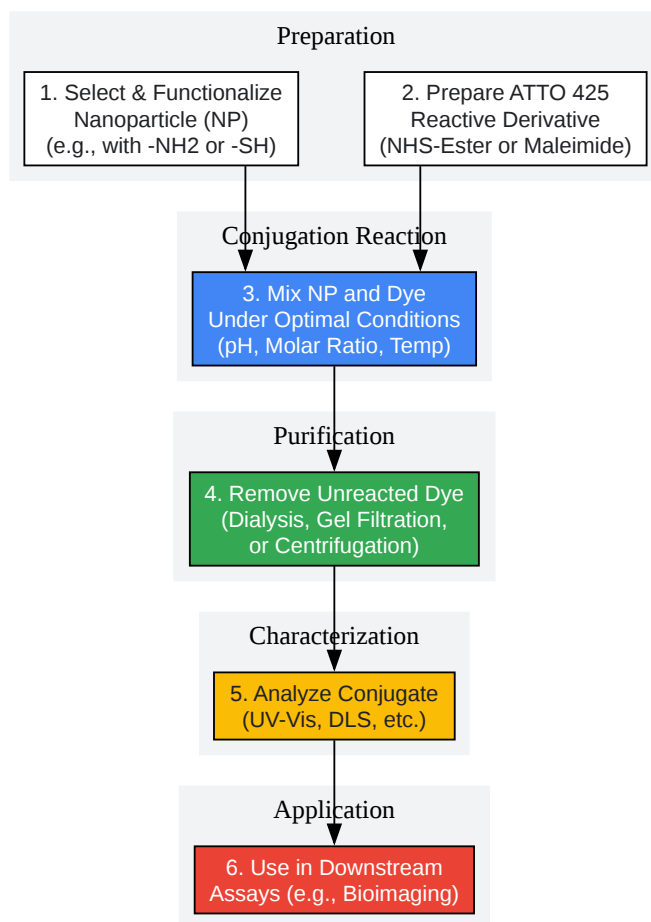 Preparation
1. Select & Functionalize
Nanoparticle (NP)
(e.g., with -NH2 or -SH)
2. Prepare ATTO 425
Reactive Derivative
(NHS-Ester or Maleimide)
Conjugation Reaction
3. Mix NP and Dye
Under Optimal Conditions
(pH, Molar Ratio, Temp)
Purification
4. Remove Unreacted Dye
(Dialysis, Gel Filtration,
or Centrifugation)
Characterization
5. Analyze Conjugate
(UV-Vis, DLS, etc.)
Application
6. Use in Downstream
Assays (e.g., Bioimaging)